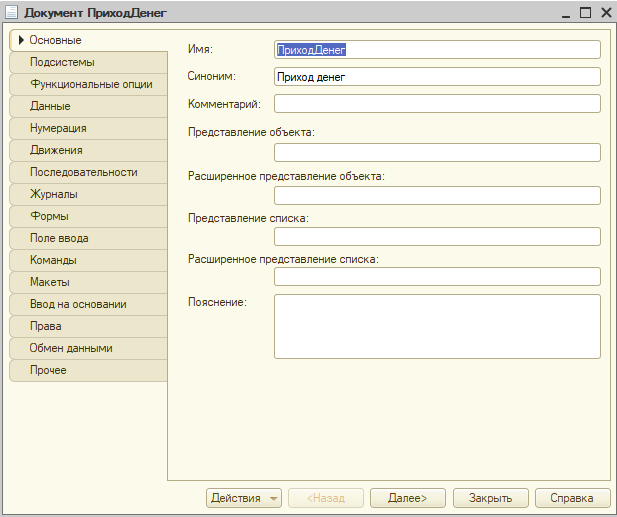 Документ ПриходДенег
Основные
Подсистемы
Функциональные опции
Данные
Нумерация
Движения
Последовательности
Журналы
Формы
Поле ввода
Команды
Макеты
Ввод на основании
Права
Обмен данными
Прочее
Имя: ПриходДенег
Синоним: Приход денег
Комментарий:
Представление объекта:
Расширенное представление объекта:
Представление списка:
Расширенное представление списка:
Пояснение:
Действия <Назад Далее> Закрыть Справка